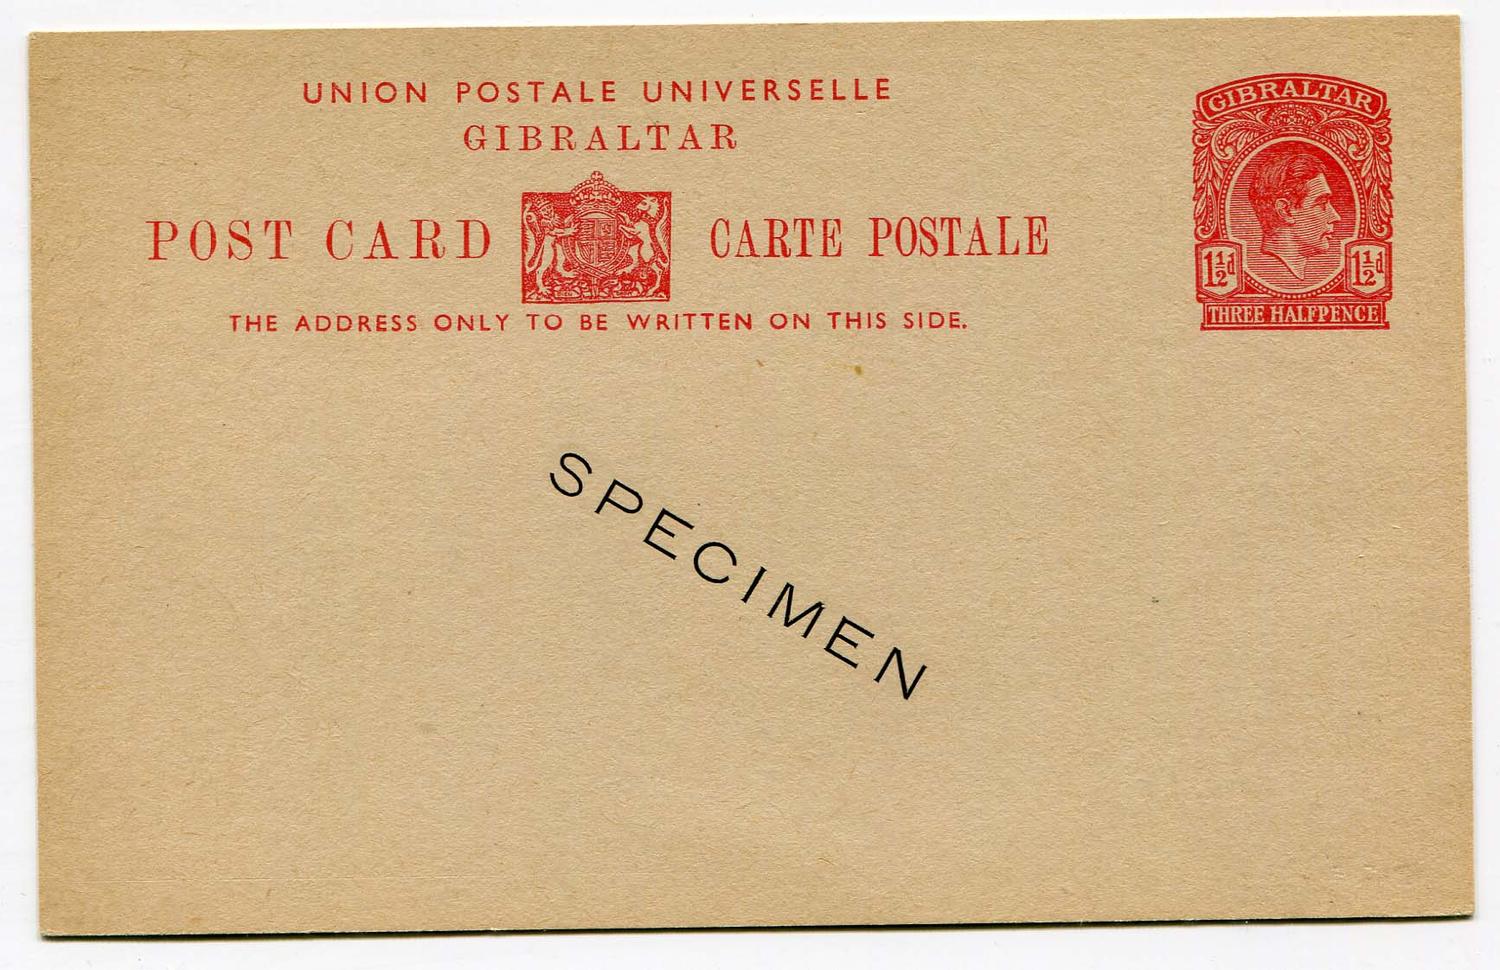 UNION POSTALE UNIVERSELLE
GIBRALTAR
POST CARD CARTE POSTALE
THE ADDRESS ONLY TO BE WRITTEN ON THIS SIDE.
GIBRALTAR
1½d 1½d
THREE HALFPENCE
SPECIMEN